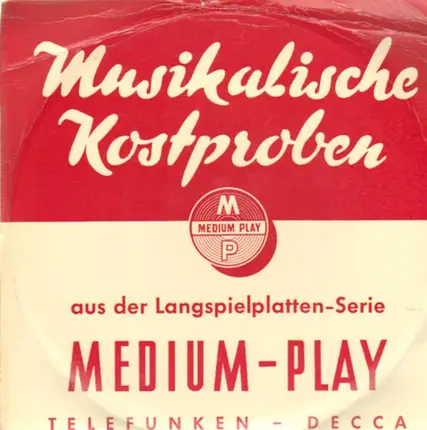 Musikalische
Kostproben
M
MEDIUM PLAY
P
aus der Langspielplatten-Serie
MEDIUM-PLAY
TELEFUNKEN - DECCA